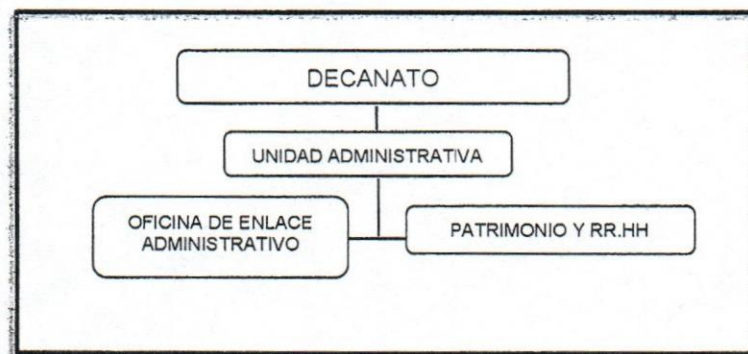 DECANATO
UNIDAD ADMINISTRATIVA
OFICINA DE ENLACE
ADMINISTRATIVO
PATRIMONIO Y RR.HH